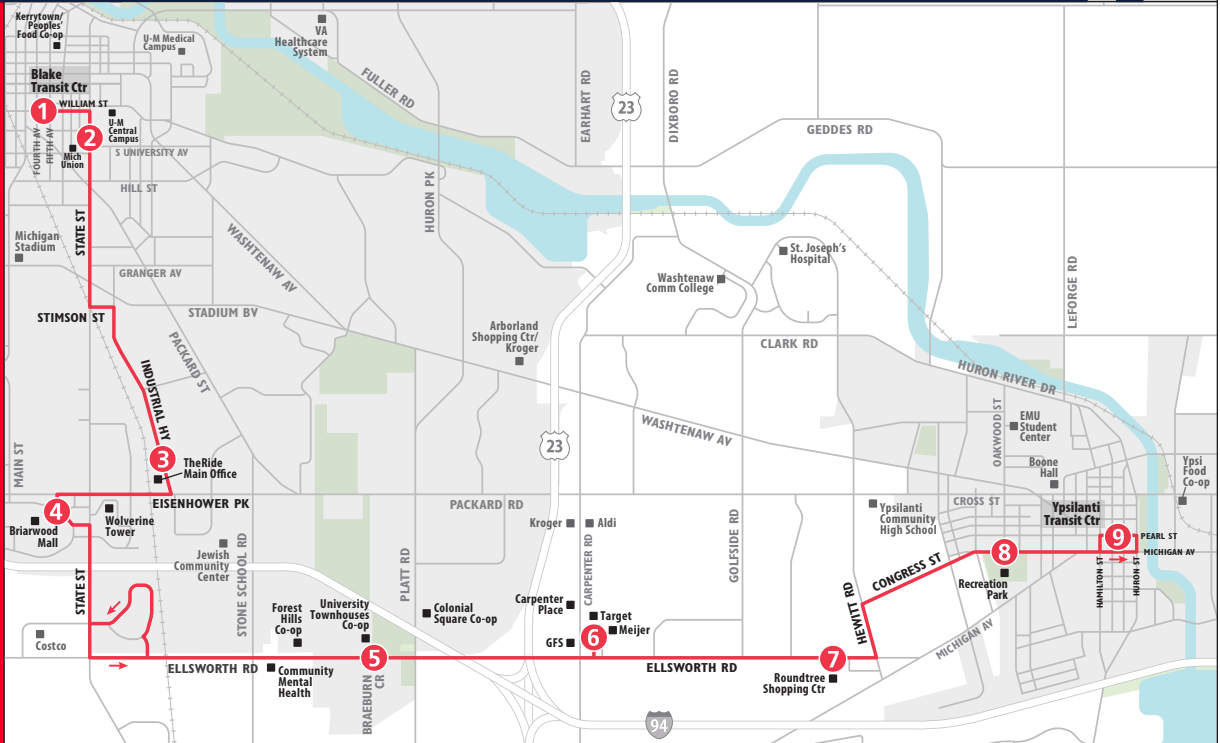 Kerrytown/
Peoples'
Food Co-op
U-M Medical
Campus
VA
Healthcare
System
FULLER RD
EARHART RD
23
DIXBORO RD
GEDDES RD
Blake
Transit Ctr
1
WILLIAM ST
2
U-M
Central
Campus
FOURTH AV
FIFTH AV
Mich
Union
S UNIVERSITY AV
HILL ST
HURON PK
STATE ST
Michigan
Stadium
WASHTENAW AV
GRANGER AV
St. Joseph's
Hospital
Washtenaw
Comm College
LEFORGE RD
STIMSON ST
STADIUM BV
PACKARD ST
Arborland
Shopping Ctr/
Kroger
CLARK RD
INDUSTRIAL HY
HURON RIVER DR
WASHTENAW AV
23
OAKWOOD ST
EMU
Student
Center
MAIN ST
3
TheRide
Main Office
Boone
Hall
Ypsi
Food
Co-op
EISENHOWER PK
PACKARD RD
CROSS ST
4
Briarwood
Mall
Wolverine
Tower
Kroger
Aldi
GOLFSIDE RD
Ypsilanti
Community
High School
Ypsilanti
Transit Ctr
9
PEARL ST
MICHIGAN AV
Jewish
Community
Center
STONE SCHOOL RD
PLATT RD
CARPENTER RD
8
CONGRESS ST
Recreation
Park
HAMILTON ST
HURON ST
STATE ST
Forest
Hills
Co-op
University
Townhouses
Co-op
Colonial
Square Co-op
Carpenter
Place
Target
Meijer
6
GFS
HEWITT RD
MICHIGAN AV
Costco
ELLSWORTH RD
Community
Mental
Health
5
BRAEBURN
CR
ELLSWORTH RD
7
Roundtree
Shopping Ctr
94